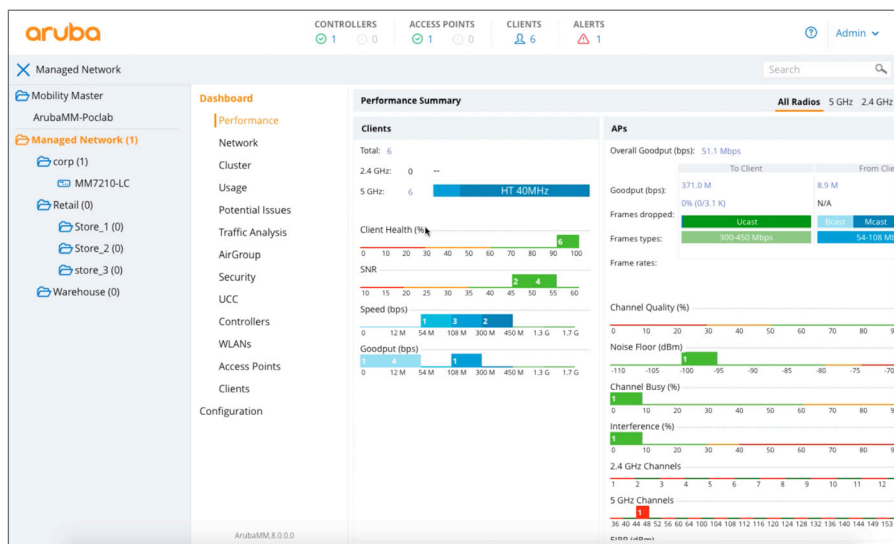 aruba
CONTROLLERS ACCESS POINTS CLIENTS ALERTS
1 0 1 0 6 1
Admin
Managed Network
Search
Mobility Master
ArubaMM-Poclab
Managed Network (1)
corp (1)
MM7210-LC
Retail (0)
Store_1 (0)
Store_2 (0)
store_3 (0)
Warehouse (0)
Dashboard
Performance
Network
Cluster
Usage
Potential Issues
Traffic Analysis
AirGroup
Security
UCC
Controllers
WLANs
Access Points
Clients
Configuration
ArubaMM,8.0.0.0
Performance Summary
All Radios 5 GHz 2.4 GHz
Clients
Total: 6
2.4 GHz: 0 --
5 GHz: 6 HT 40MHz
Client Health (%)
6
0 10 20 30 40 50 60 70 80 90 100
SNR
2 4
10 15 20 25 30 35 40 45 50 55 60
Speed (bps)
1 3 2
0 12 M 54 M 108 M 300 M 450 M 1.3 G 1.7 G
Goodput (bps)
1 4 1
0 12 M 54 M 108 M 300 M 450 M 1.3 G 1.7 G
APs
Overall Goodput (bps): 51.1 Mbps
To Client From Clie
Goodput (bps): 371.0 M 8.9 M
Frames dropped: 0% (0/3.1 K) N/A
Frames types: Ucast Bcast Mcast
Frame rates: 300-450 Mbps 54-108 Mb
Channel Quality (%)
0 10 20 30 40 50 60 70 80 9
Noise Floor (dBm)
1
-110 -105 -100 -95 -90 -85 -80 -75 -70
Channel Busy (%)
1
0 10 20 30 40 50 60 70 80 9
Interference (%)
1
0 10 20 30 40 50 60 70 80 9
2.4 GHz Channels
1 2 3 4 5 6 7 8 9 10 11 12
5 GHz Channels
1
36 40 44 48 52 56 60 64 100 104 108 112 116 120 124 128 132 136 140 144 149 153
EIRP (dBm)